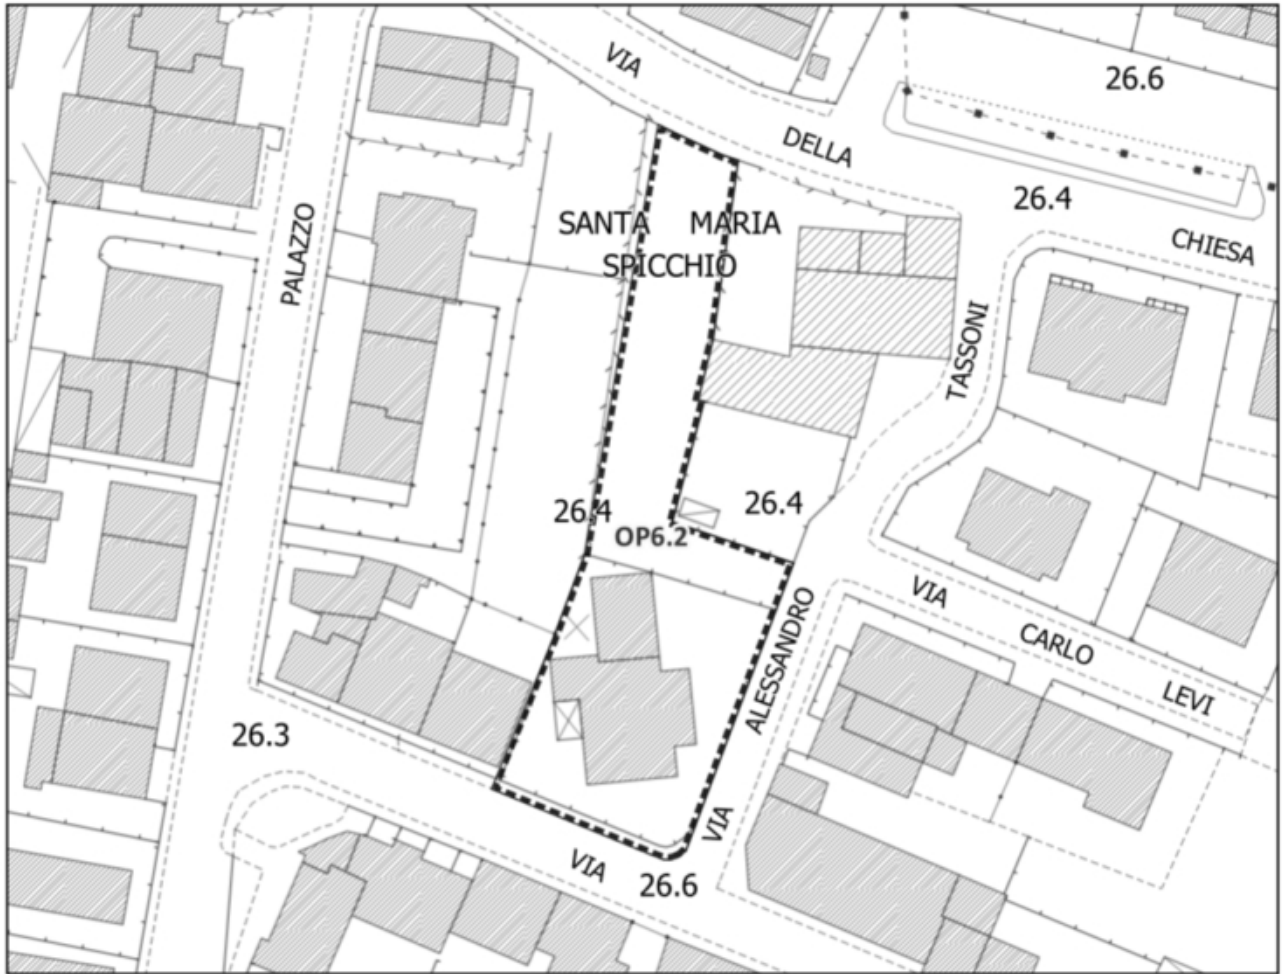 VIA
DELLA
26.6
26.4
CHIESA
SANTA MARIA
SPICCHIO
PALAZZO
TASSONI
26.4
26.4
OP6.2
VIA
CARLO
LEVI
ALESSANDRO
VIA
26.3
VIA
26.6